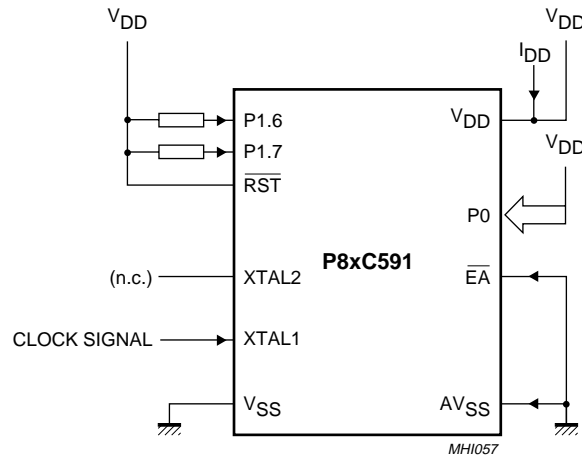 VDD
VDD
IDD
P1.6
VDD
P1.7
VDD
RST
P0
P8xC591
(n.c.)
XTAL2
EA
CLOCK SIGNAL
XTAL1
VSS
AVSS
MHI057